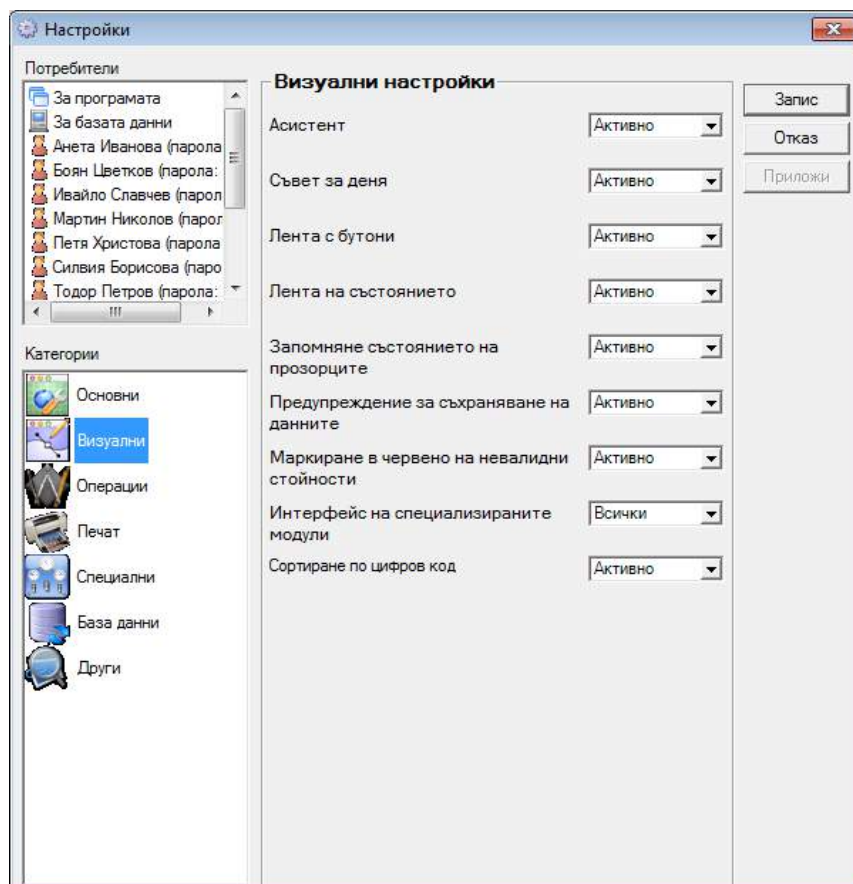 Настройки
Потребители
За програмата
За базата данни
Анета Иванова (парола
Боян Цветков (парола:
Ивайло Славчев (парол
Мартин Николов (парол
Петя Христова (парола
Силвия Борисова (паро
Тодор Петров (парола:
Категории
Основни
Визуални
Операции
Печат
Специални
База данни
Други
Визуални настройки
Асистент Активно
Съвет за деня Активно
Лента с бутони Активно
Лента на състоянието Активно
Запомняне състоянието на Активно
прозорците
Предупреждение за съхраняване на Активно
данните
Маркиране в червено на невалидни Активно
стойности
Интерфейс на специализираните Всички
модули
Сортиране по цифров код Активно
Запис
Отказ
Приложи